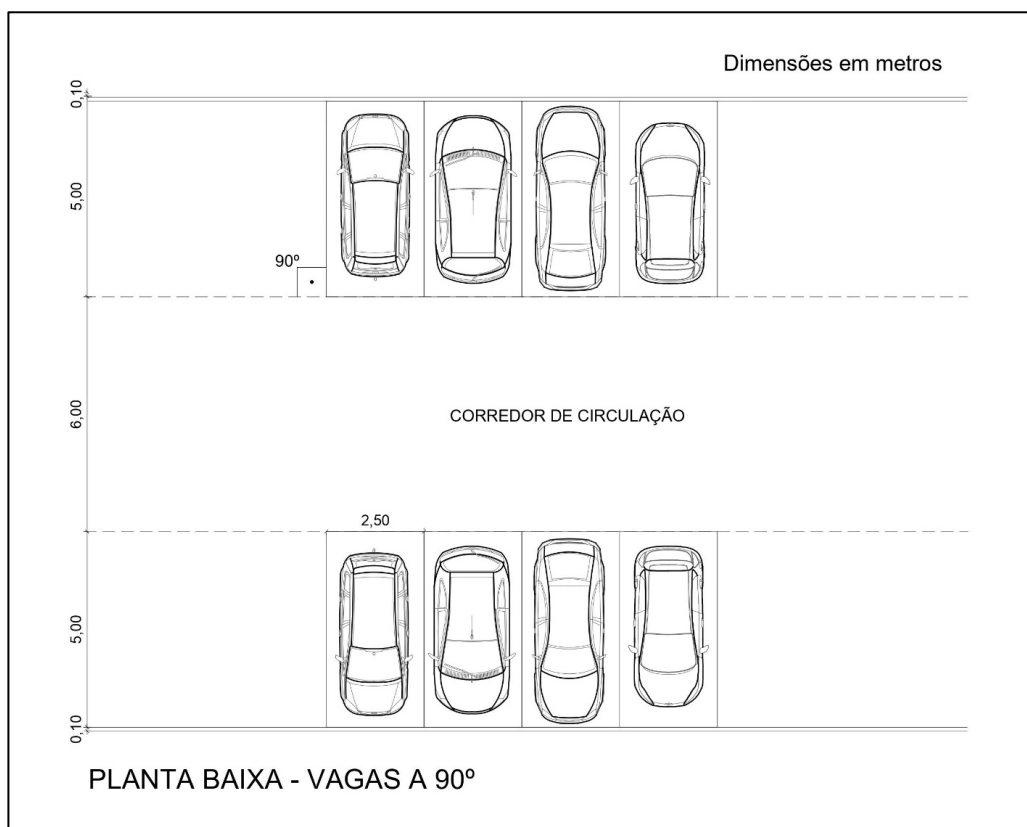 Dimensões em metros
0,10
5,00
90º
6,00
CORREDOR DE CIRCULAÇÃO
2,50
5,00
0,10
PLANTA BAIXA - VAGAS A 90º